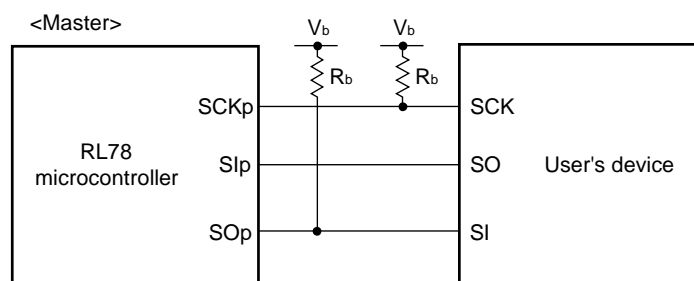 <Master>
Vb
Vb
Rb
Rb
SCKp
SCK
RL78
microcontroller
SIp
SO
User's device
SOp
SI